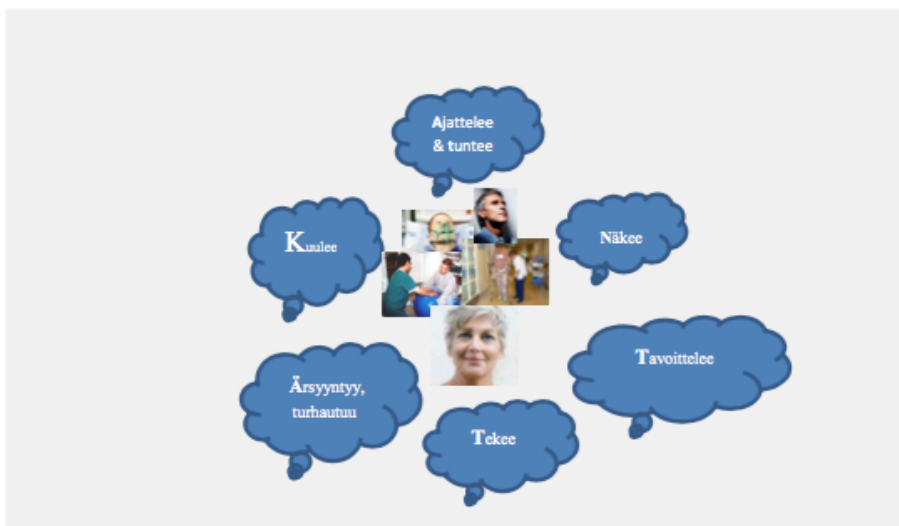 Ajattelee
& tuntee
Kuulee
Näkee
Tavoittelee
Ärsyyntyy,
turhautuu
Tekee